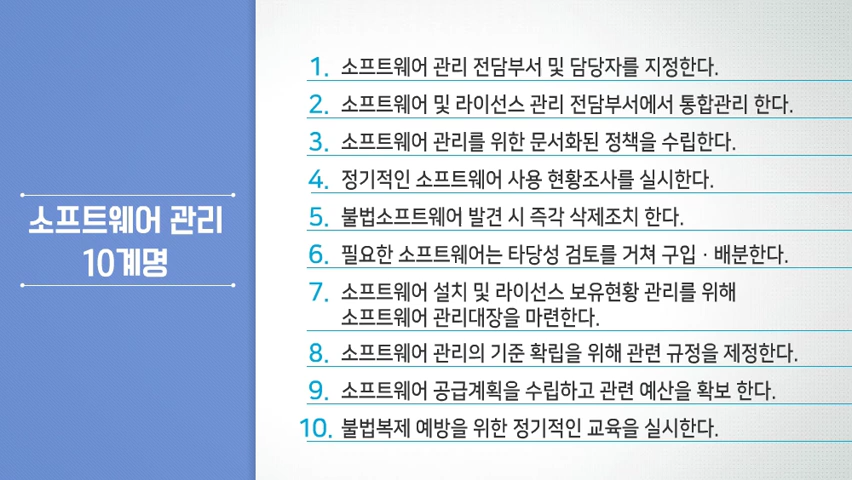 소프트웨어 관리
10계명
1. 소프트웨어 관리 전담부서 및 담당자를 지정한다.
2. 소프트웨어 및 라이선스 관리 전담부서에서 통합관리 한다.
3. 소프트웨어 관리를 위한 문서화된 정책을 수립한다.
4. 정기적인 소프트웨어 사용 현황조사를 실시한다.
5. 불법소프트웨어 발견 시 즉각 삭제조치 한다.
6. 필요한 소프트웨어는 타당성 검토를 거쳐 구입 · 배분한다.
7. 소프트웨어 설치 및 라이선스 보유현황 관리를 위해
소프트웨어 관리대장을 마련한다.
8. 소프트웨어 관리의 기준 확립을 위해 관련 규정을 제정한다.
9. 소프트웨어 공급계획을 수립하고 관련 예산을 확보 한다.
10. 불법복제 예방을 위한 정기적인 교육을 실시한다.